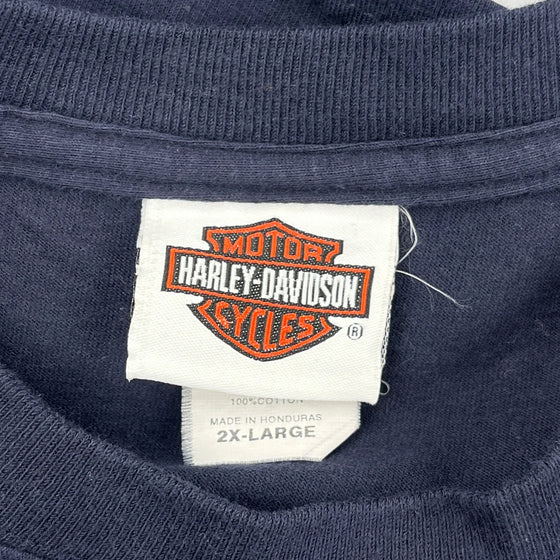 MOTOR
HARLEY-DAVIDSON
CYCLES
®
100% COTTON
MADE IN HONDURAS
2X-LARGE